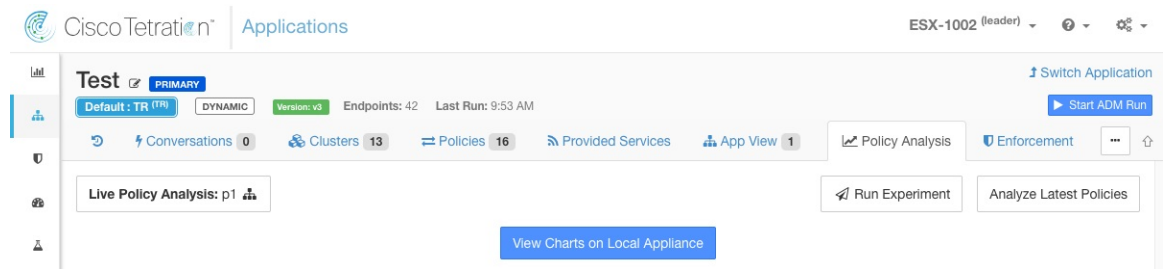 Cisco Tetration™ Applications ESX-1002 (leader)
Test PRIMARY Switch Application
Default : TR (TR) DYNAMIC Version: v3 Endpoints: 42 Last Run: 9:53 AM Start ADM Run
Conversations 0 Clusters 13 Policies 16 Provided Services App View 1 Policy Analysis Enforcement ...
Live Policy Analysis: p1 Run Experiment Analyze Latest Policies
View Charts on Local Appliance